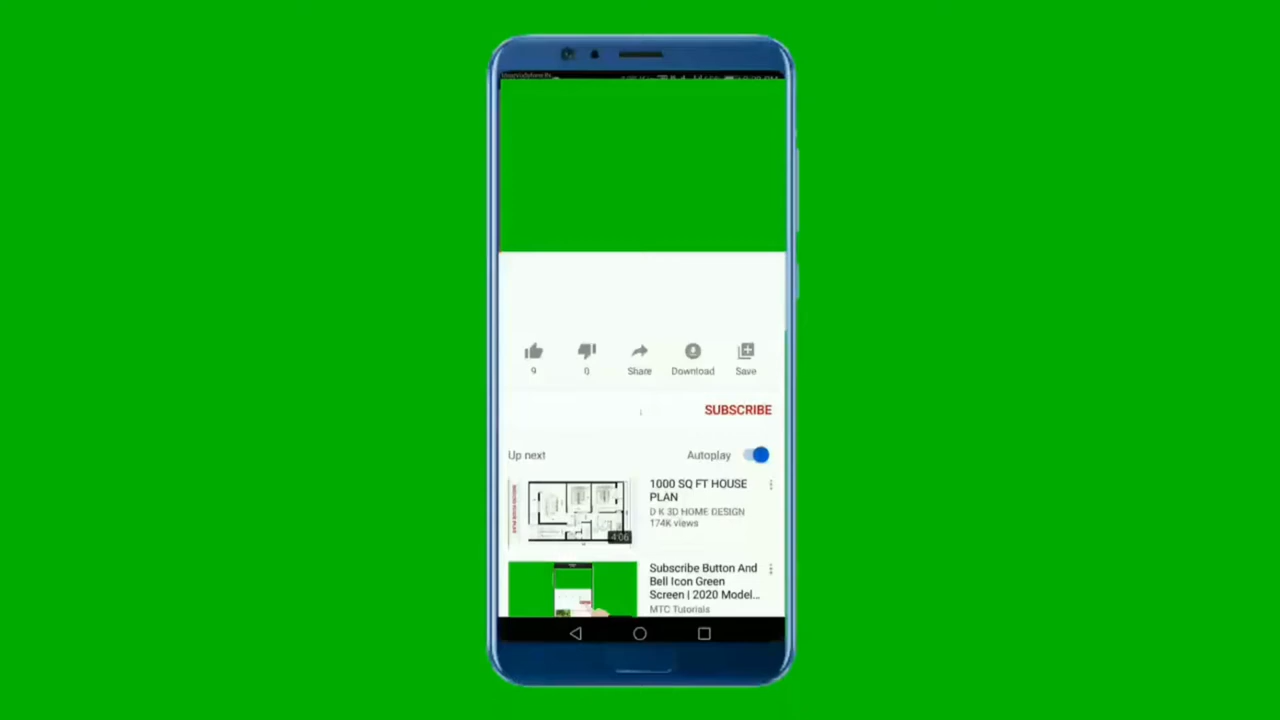 9
0
Share
Download
Save
SUBSCRIBE
Up next
Autoplay
1000 SQ FT HOUSE
PLAN
D K 3D HOME DESIGN
174K views
4:06
Subscribe Button And
Bell Icon Green
Screen | 2020 Model...
MTC Tutorials